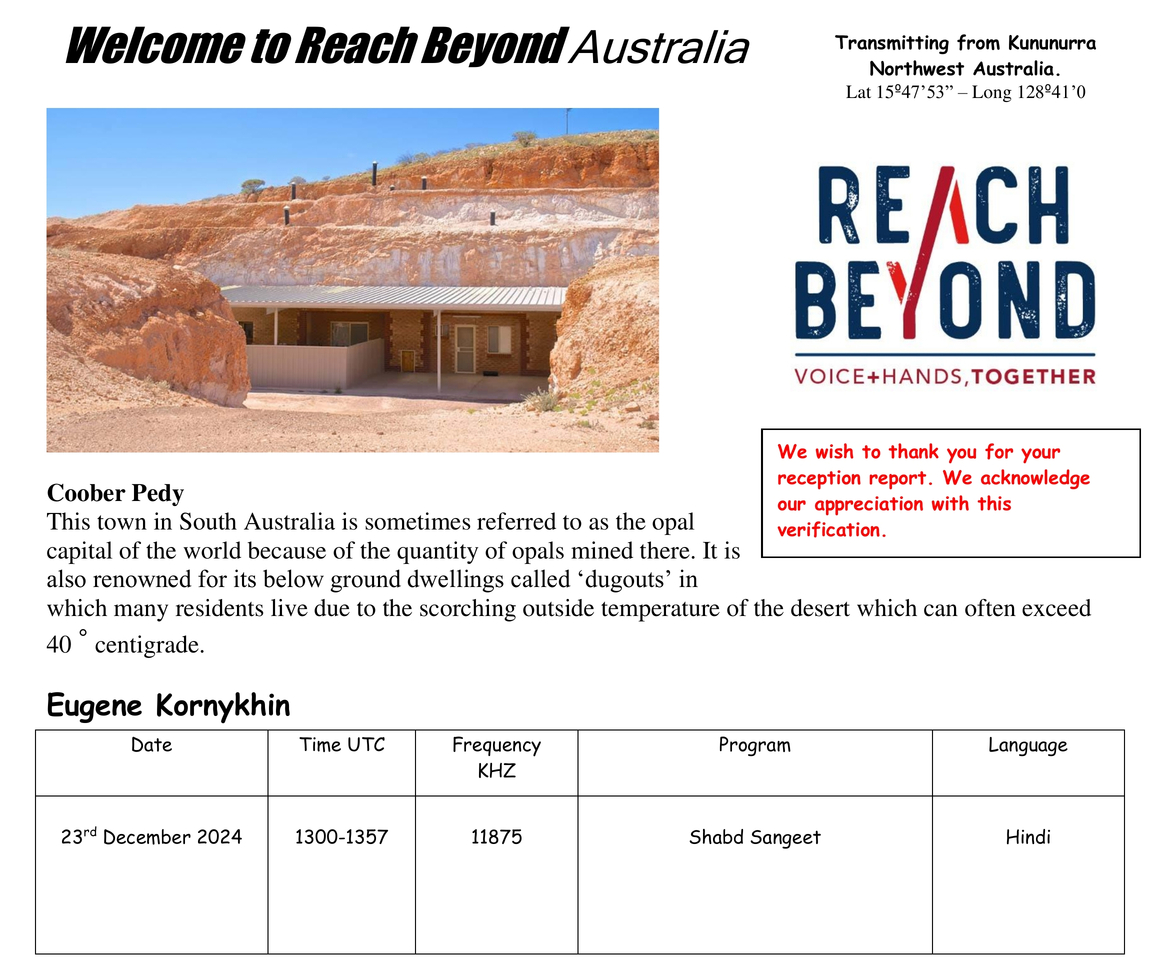 Welcome to Reach Beyond Australia
Transmitting from Kununurra
Northwest Australia.
Lat 15º47’53” – Long 128º41’0
REACH
BEYOND
VOICE+HANDS,TOGETHER
We wish to thank you for your
reception report. We acknowledge
our appreciation with this
verification.
Coober Pedy
This town in South Australia is sometimes referred to as the opal
capital of the world because of the quantity of opals mined there. It is
also renowned for its below ground dwellings called ‘dugouts’ in
which many residents live due to the scorching outside temperature of the desert which can often exceed
40 ° centigrade.
Eugene Kornykhin
Date Time UTC Frequency KHZ Program Language
23rd December 2024 1300-1357 11875 Shabd Sangeet Hindi